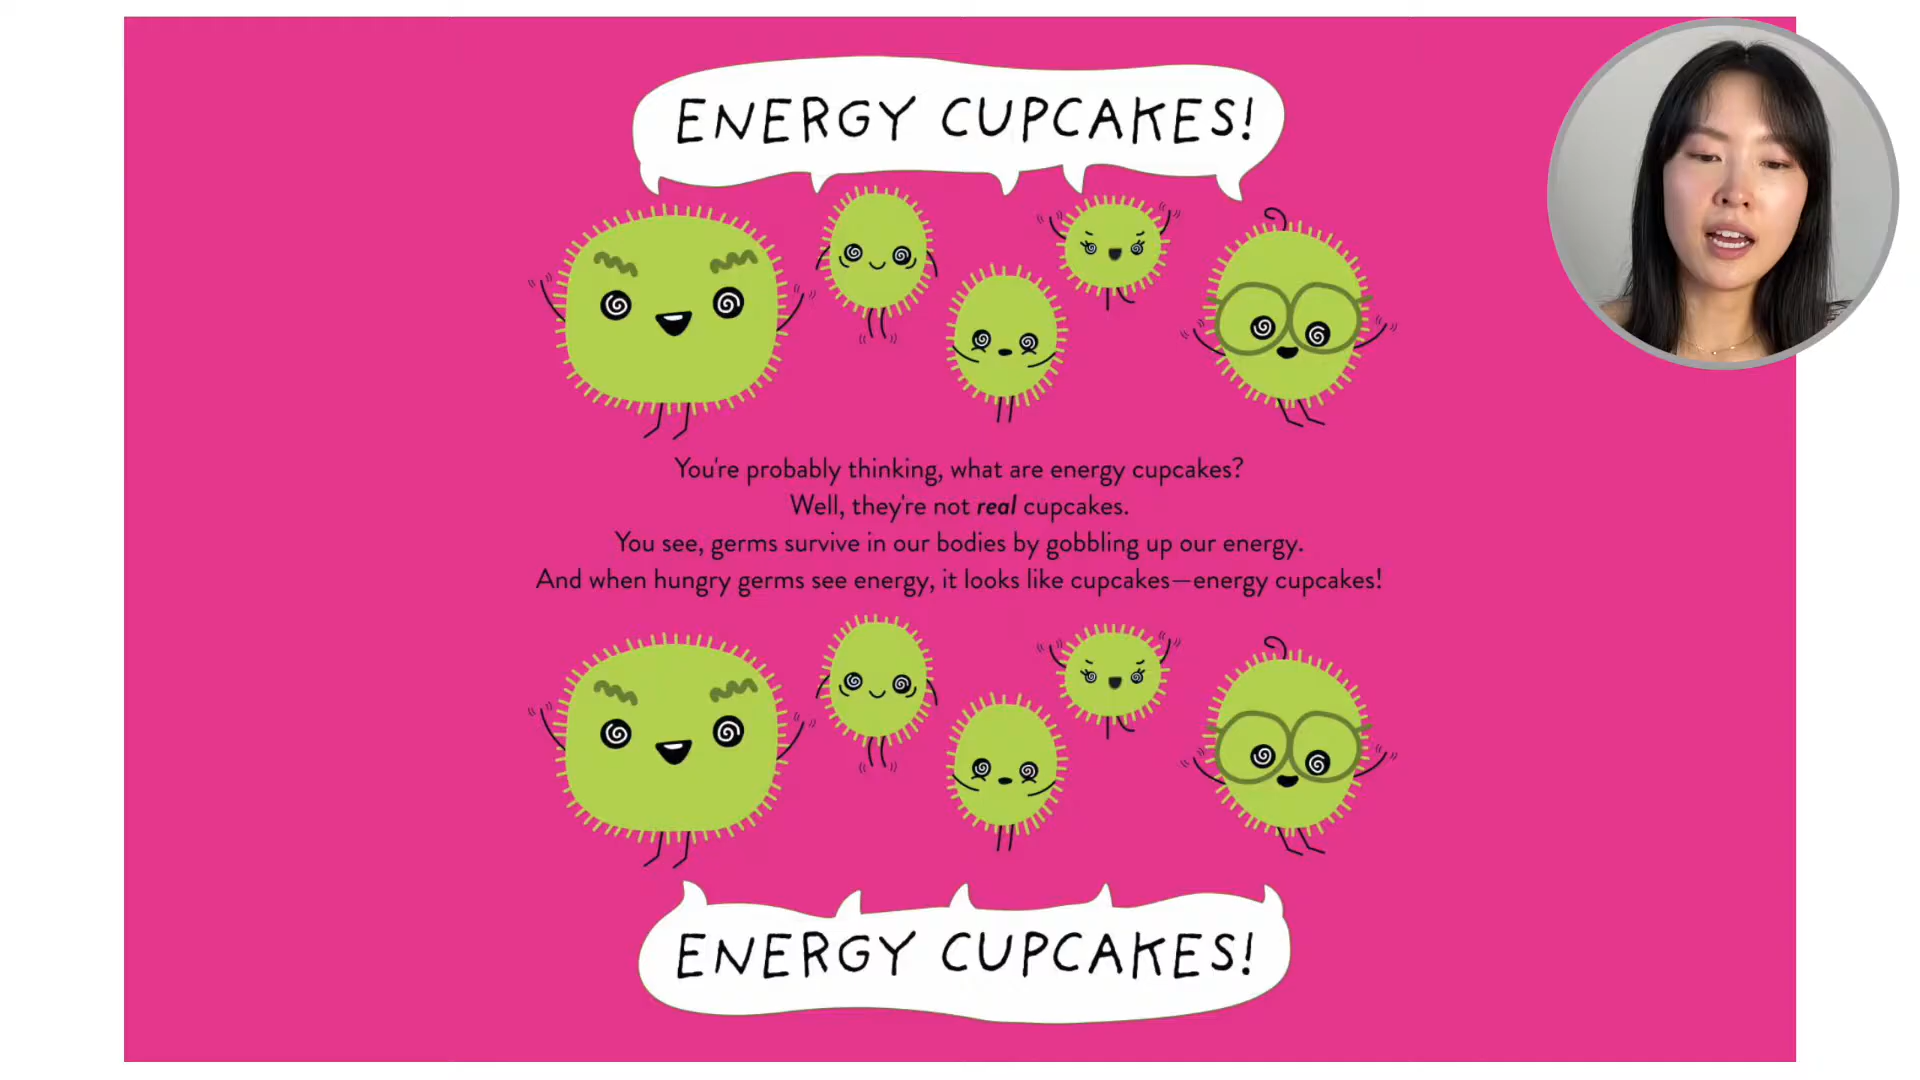 ENERGY CUPCAKES!
You're probably thinking, what are energy cupcakes?
Well, they're not real cupcakes.
You see, germs survive in our bodies by gobbling up our energy.
And when hungry germs see energy, it looks like cupcakes—energy cupcakes!
ENERGY CUPCAKES!